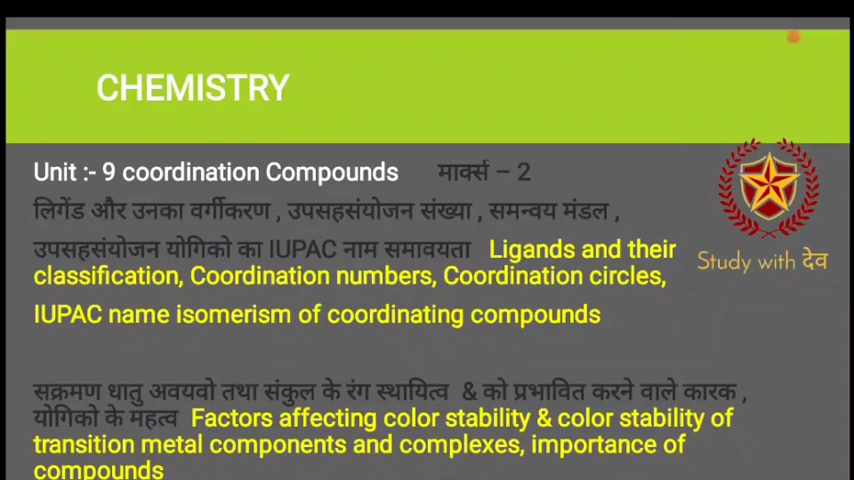 CHEMISTRY
Unit :- 9 coordination Compounds मार्क्स – 2
लिगेंड और उनका वर्गीकरण , उपसहसंयोजन संख्या , समन्वय मंडल ,
उपसहसंयोजन योगिको का IUPAC नाम समावयता Ligands and their
classification, Coordination numbers, Coordination circles,
IUPAC name isomerism of coordinating compounds
सक्रमण धातु अवयवो तथा संकुल के रंग स्थायित्व & को प्रभावित करने वाले कारक ,
योगिको के महत्व Factors affecting color stability & color stability of
transition metal components and complexes, importance of
compounds
Study with देव